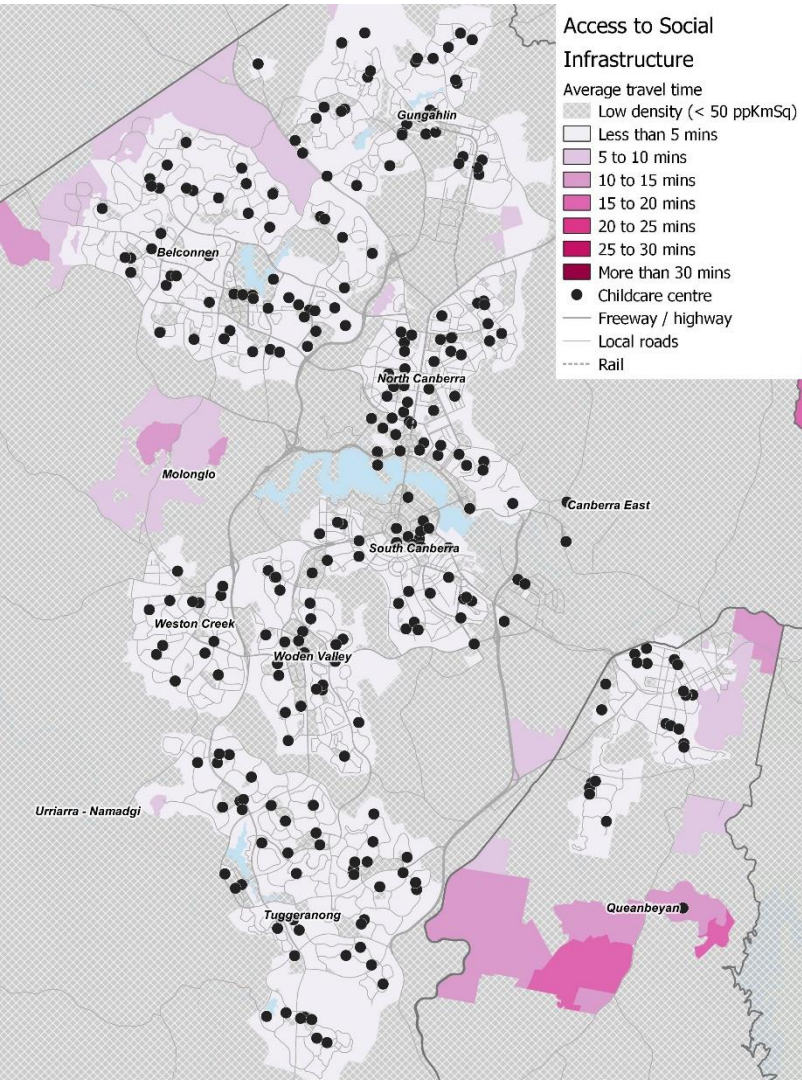 Access to Social
Infrastructure
Average travel time
Low density (< 50 ppKmSq)
Less than 5 mins
5 to 10 mins
10 to 15 mins
15 to 20 mins
20 to 25 mins
25 to 30 mins
More than 30 mins
Childcare centre
Freeway / highway
Local roads
Rail
Gungahlin
Belconnen
North Canberra
Molonglo
Canberra East
South Canberra
Weston Creek
Woden Valley
Urriarra - Namadgi
Queanbeyan
Tuggeranong